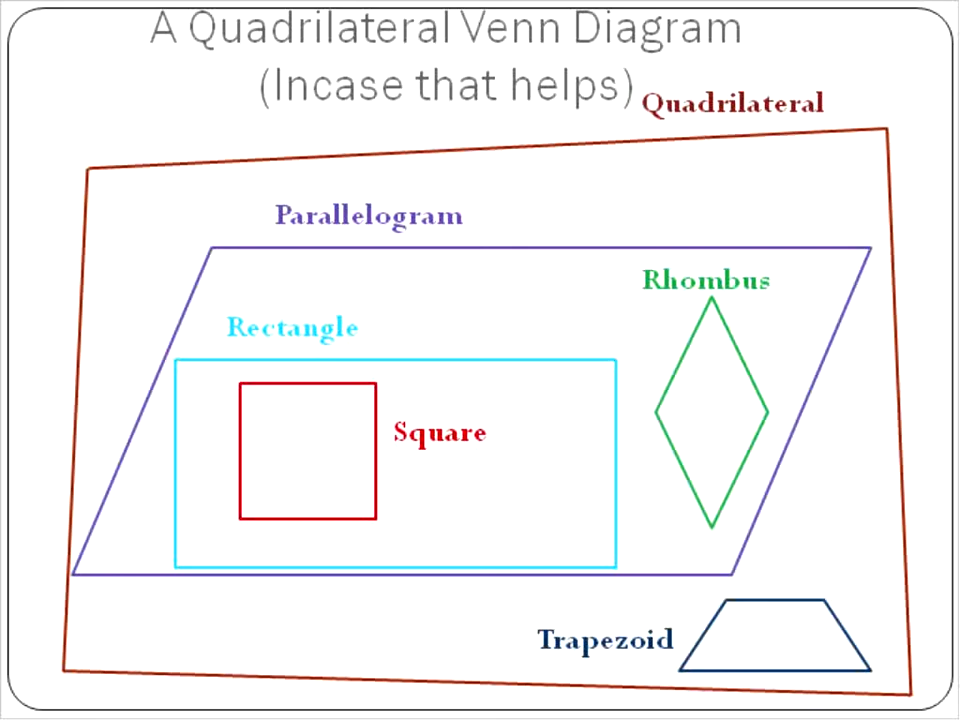 A Quadrilateral Venn Diagram
(Incase that helps)
Quadrilateral
Parallelogram
Rhombus
Rectangle
Square
Trapezoid